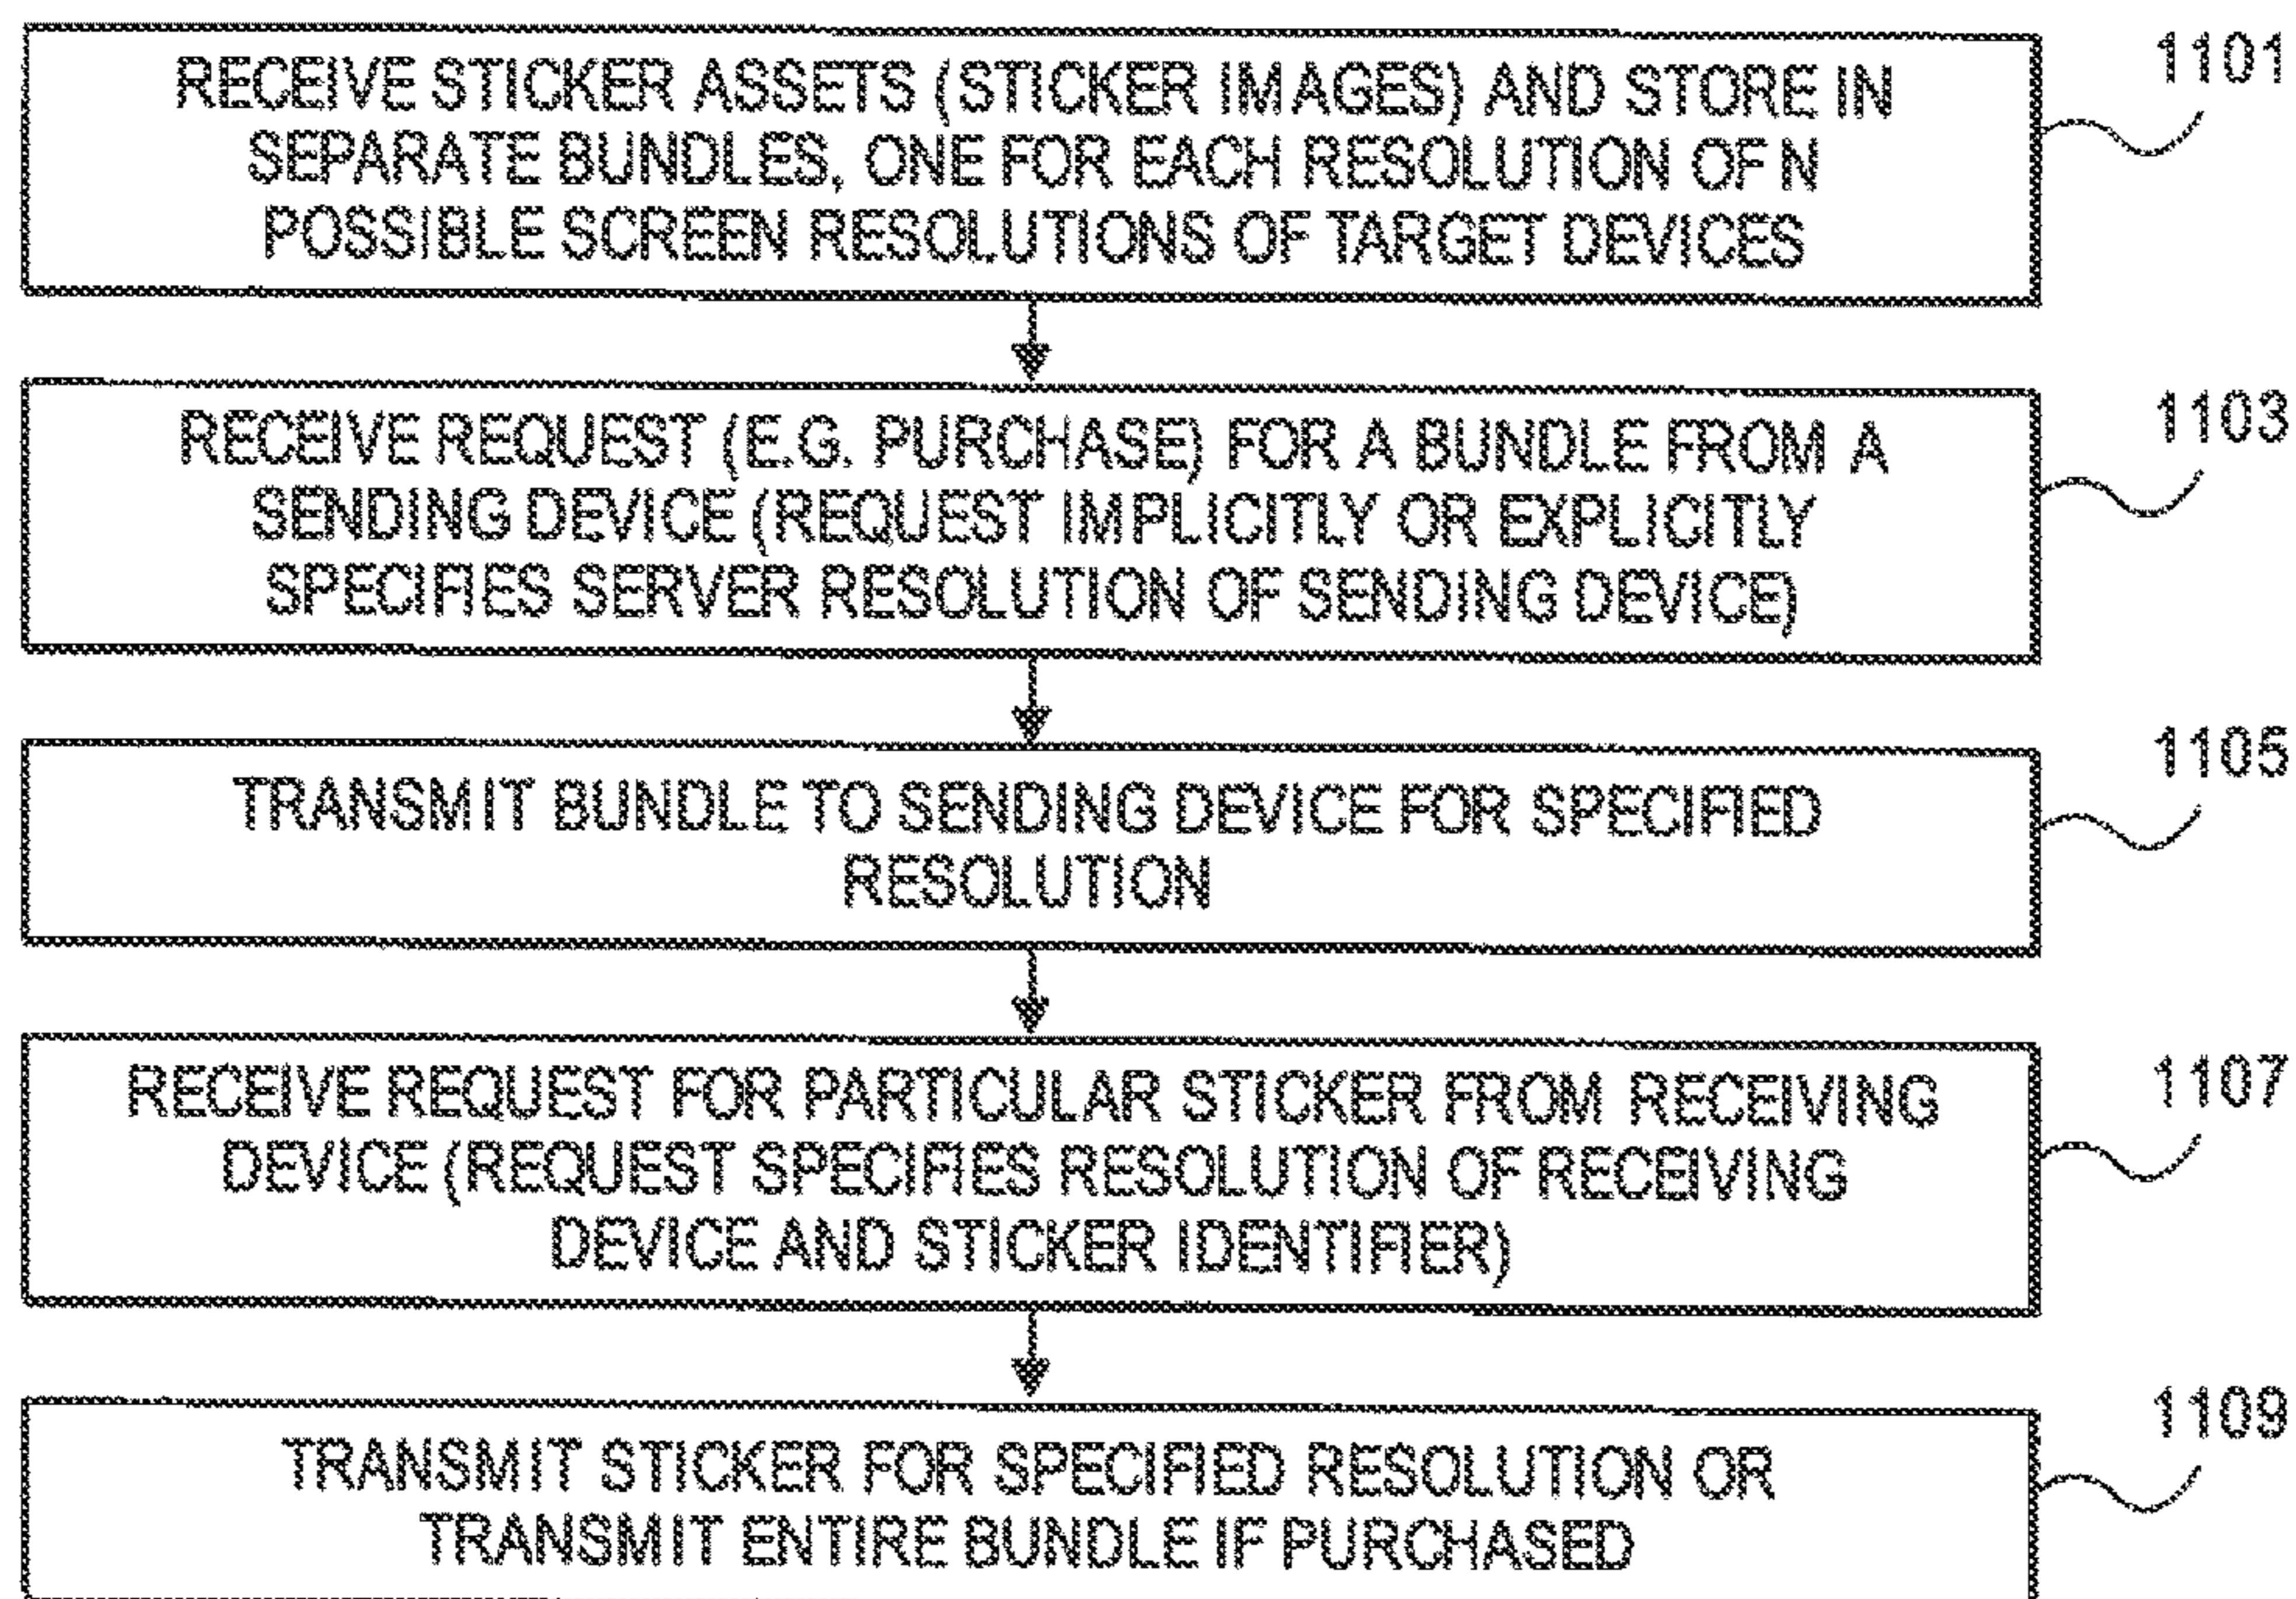 RECEIVE STICKER ASSETS (STICKER IMAGES) AND STORE IN
SEPARATE BUNDLES, ONE FOR EACH RESOLUTION OF N
POSSIBLE SCREEN RESOLUTIONS OF TARGET DEVICES
1101
RECEIVE REQUEST (E.G. PURCHASE) FOR A BUNDLE FROM A
SENDING DEVICE (REQUEST IMPLICITLY OR EXPLICITLY
SPECIFIES SERVER RESOLUTION OF SENDING DEVICE)
1103
TRANSMIT BUNDLE TO SENDING DEVICE FOR SPECIFIED
RESOLUTION
1105
RECEIVE REQUEST FOR PARTICULAR STICKER FROM RECEIVING
DEVICE (REQUEST SPECIFIES RESOLUTION OF RECEIVING
DEVICE AND STICKER IDENTIFIER)
1107
TRANSMIT STICKER FOR SPECIFIED RESOLUTION OR
TRANSMIT ENTIRE BUNDLE IF PURCHASED
1109